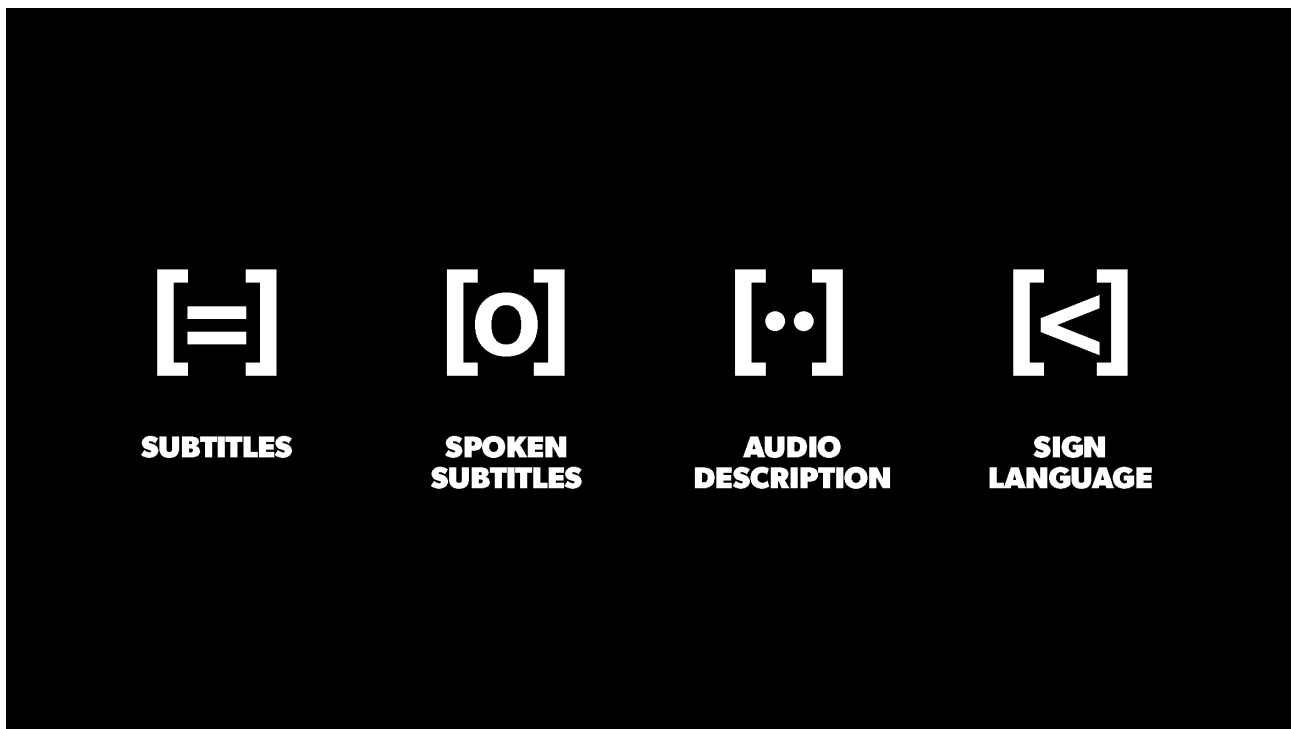 [=]
[O]
[••]
[<]
SUBTITLES
SPOKEN
SUBTITLES
AUDIO
DESCRIPTION
SIGN
LANGUAGE